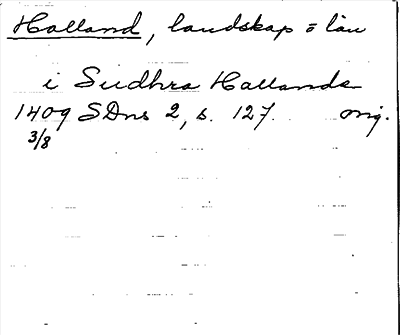 Halland, landskap o län
i Sudhra Hallande
1409 SDns 2, s. 127. orig.
3/8